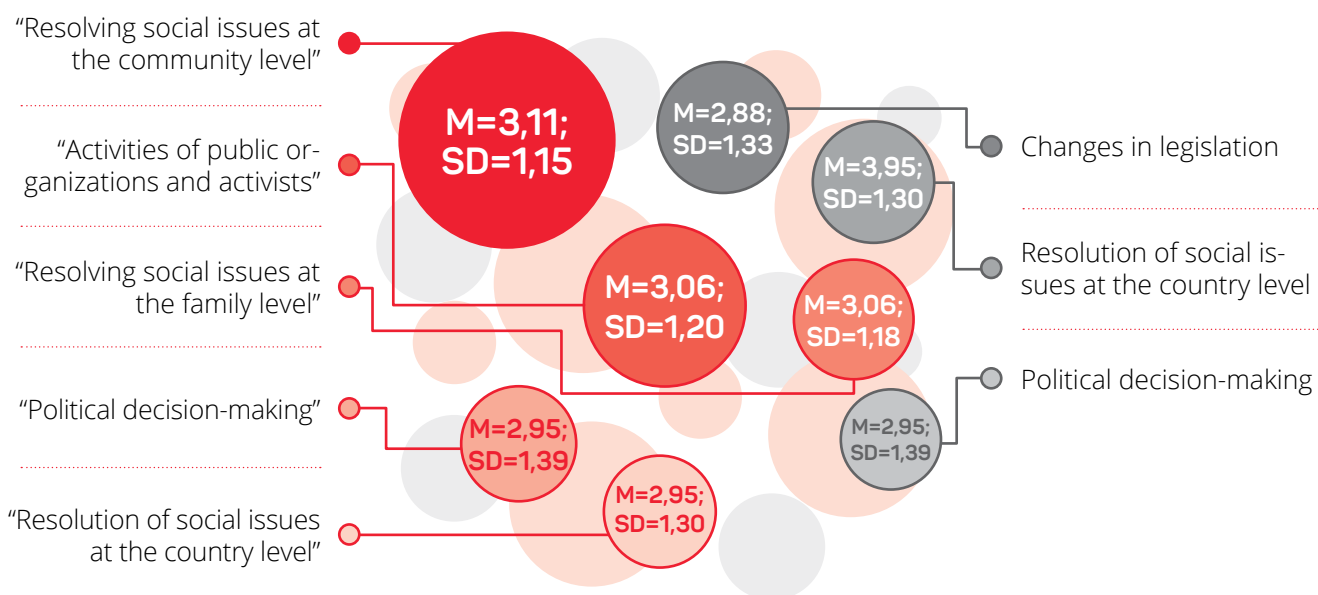 “Resolving social issues at
the community level”
“Activities of public or-
ganizations and activists”
“Resolving social issues at
the family level”
“Political decision-making”
“Resolution of social issues
at the country level”
M=3,11;
SD=1,15
M=3,06;
SD=1,20
M=3,06;
SD=1,18
M=2,95;
SD=1,39
M=2,95;
SD=1,30
M=2,88;
SD=1,33
M=3,95;
SD=1,30
M=2,95;
SD=1,39
Changes in legislation
Resolution of social is-
sues at the country level
Political decision-making